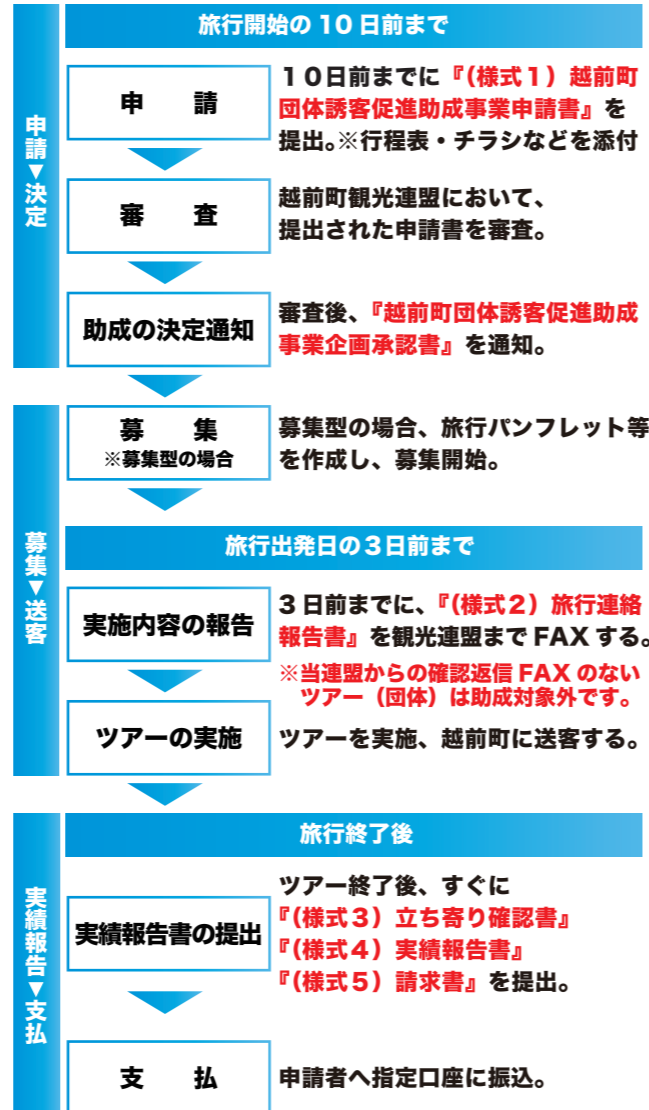 申請▼決定
旅行開始の10日前まで
申　請
１０日前までに『（様式１）越前町
団体誘客促進助成事業申請書』を
提出。※行程表・チラシなどを添付
審　査
越前町観光連盟において、
提出された申請書を審査。
助成の決定通知
審査後、『越前町団体誘客促進助成
事業企画承認書』を通知。
募集▼送客
募　集
※募集型の場合
募集型の場合、旅行パンフレット等
を作成し、募集開始。
旅行出発日の３日前まで
実施内容の報告
3日前までに、『（様式２）旅行連絡
報告書』を観光連盟までFAXする。
※当連盟からの確認返信FAXのない
ツアー（団体）は助成対象外です。
ツアーの実施
ツアーを実施、越前町に送客する。
実績報告▼支払
旅行終了後
実績報告書の提出
ツアー終了後、すぐに
『（様式３）立ち寄り確認書』
『（様式４）実績報告書』
『（様式５）請求書』を提出。
支　払
申請者へ指定口座に振込。